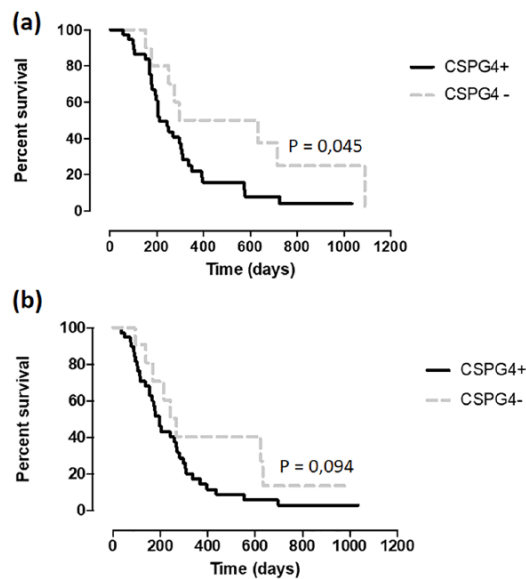 (a)
Percent survival
100
80
60
40
20
0
0 200 400 600 800 1000 1200
Time (days)
CSPG4+
CSPG4 -
P = 0,045
(b)
Percent survival
100
80
60
40
20
0
0 200 400 600 800 1000 1200
Time (days)
CSPG4+
CSPG4-
P = 0,094